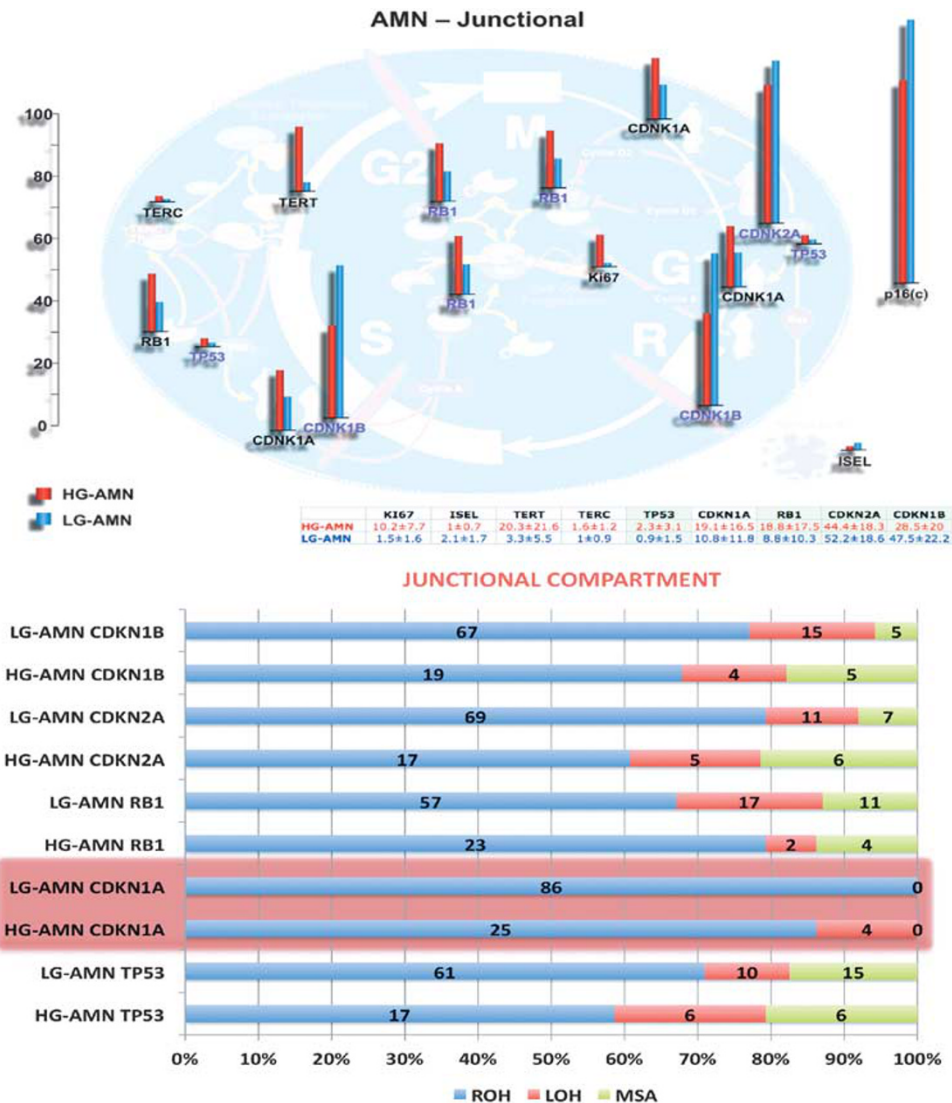 AMN – Junctional
100
80
60
40
20
0
TERC
TERT
RB1
RB1
CDNK1A
CDNK2A
TP53
RB1
Ki67
CDNK1A
p16(c)
RB1
TP53
CDNK1A
CDNK1B
CDNK1B
ISEL
G2
M
G1
S
R
HG-AMN
LG-AMN
KI67 ISEL TERT TERC TP53 CDKN1A RB1 CDKN2A CDKN1B
HG-AMN 10.2±7.7 1±0.7 20.3±21.6 1.6±1.2 2.3±3.1 19.1±16.5 18.8±17.5 44.4±18.3 28.5±20
LG-AMN 1.5±1.6 2.1±1.7 3.3±5.5 1±0.9 0.9±1.5 10.8±11.8 8.8±10.3 52.2±18.6 47.5±22.2
JUNCTIONAL COMPARTMENT
LG-AMN CDKN1B 67 15 5
HG-AMN CDKN1B 19 4 5
LG-AMN CDKN2A 69 11 7
HG-AMN CDKN2A 17 5 6
LG-AMN RB1 57 17 11
HG-AMN RB1 23 2 4
LG-AMN CDKN1A 86 0
HG-AMN CDKN1A 25 4 0
LG-AMN TP53 61 10 15
HG-AMN TP53 17 6 6
0% 10% 20% 30% 40% 50% 60% 70% 80% 90% 100%
ROH LOH MSA